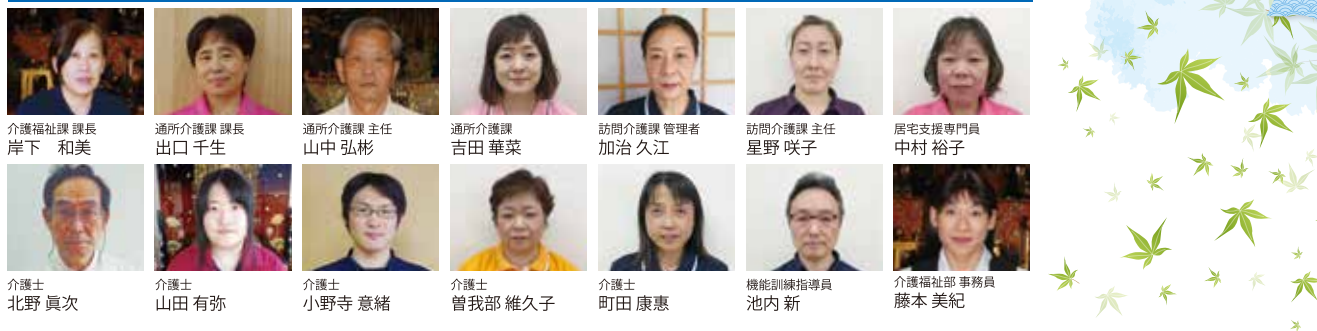 介護福祉課 課長
岸下　和美
通所介護課 課長
出口 千生
通所介護課 主任
山中 弘彬
通所介護課
吉田 華菜
訪問介護課 管理者
加治 久江
訪問介護課 主任
星野 咲子
居宅支援専門員
中村 裕子
介護士
北野 眞次
介護士
山田 有弥
介護士
小野寺 意緒
介護士
曽我部 維久子
介護士
町田 康惠
機能訓練指導員
池内 新
介護福祉部 事務員
藤本 美紀